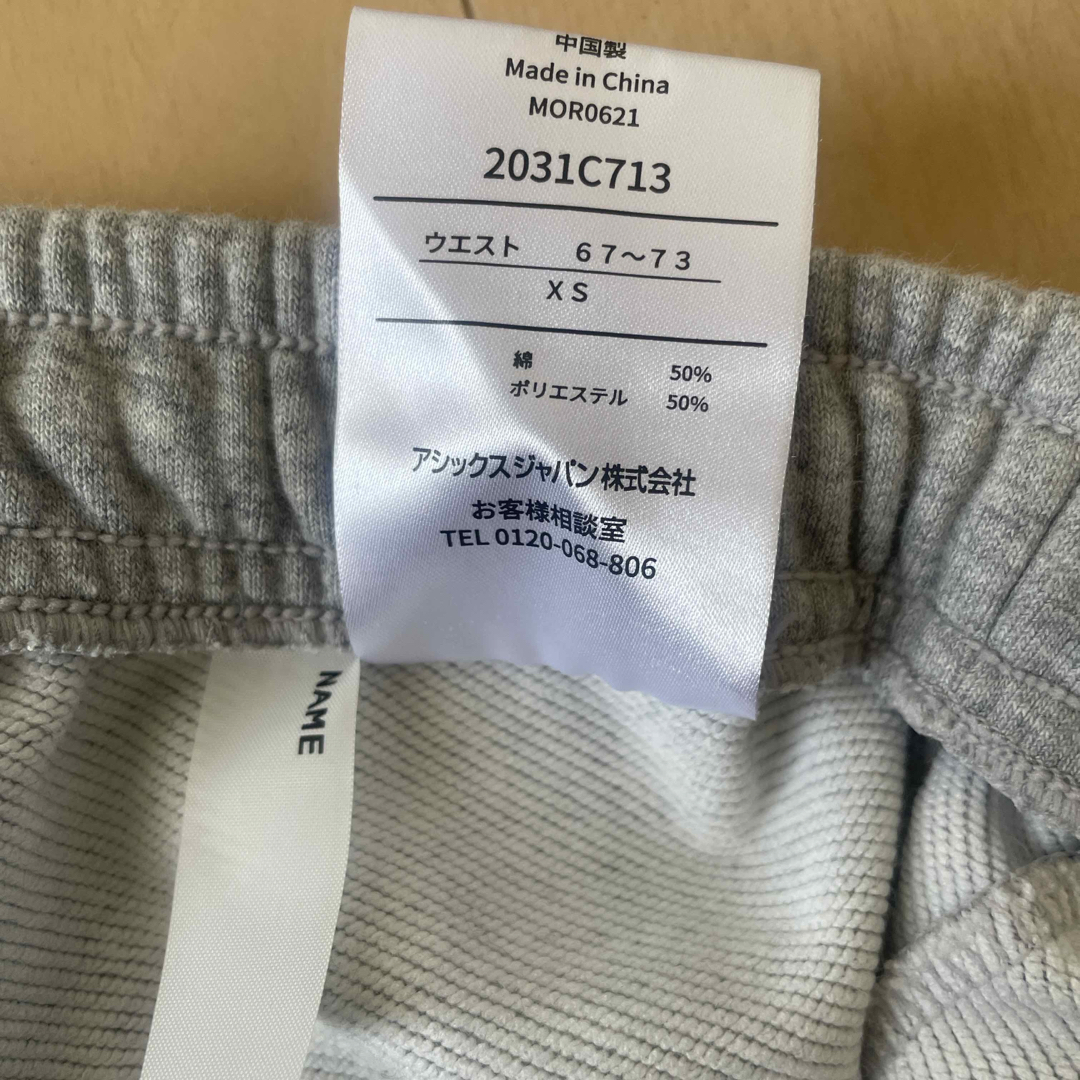 中国製
Made in China
MOR0621
2031C713
ウエスト 67～73
XS
綿 50%
ポリエステル 50%
アシックスジャパン株式会社
お客様相談室
TEL 0120-068-806
NAME